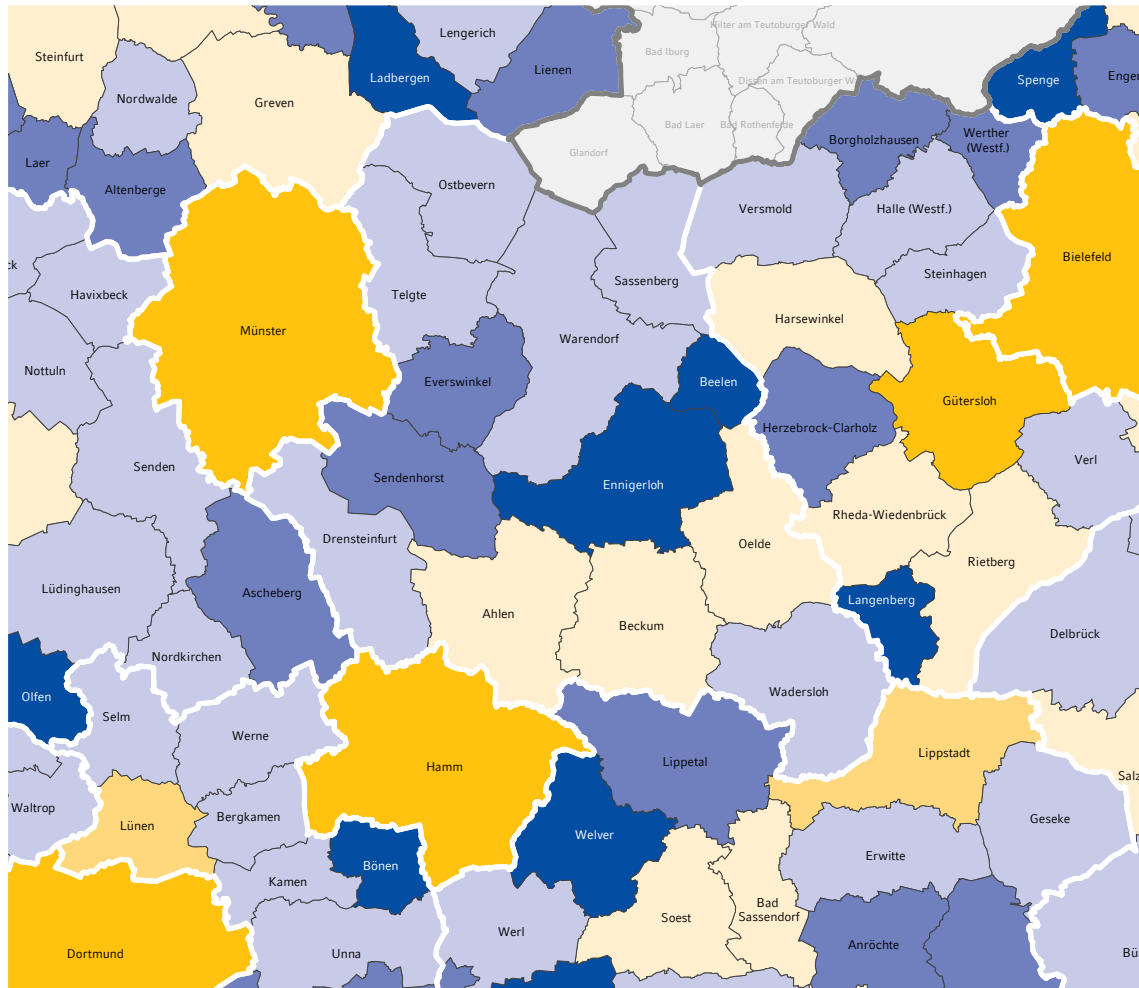 Hilter am Teutoburger Wald
Lengerich
Bad Iburg
Steinfurt
Lienen
Ladbergen
Dissen am Teutoburger W
Spenge
Enger
Nordwalde
Greven
Bad Laer
Bad Rothenfelde
Borgholzhausen
Werther
(Westf.)
Glandorf
Laer
Altenberge
Ostbevern
Versmold
Halle (Westf.)
Bielefeld
ck
Havixbeck
Telgte
Sassenberg
Steinhagen
Münster
Harsewinkel
Warendorf
Nottuln
Everswinkel
Beelen
Gütersloh
Herzebrock-Clarholz
Senden
Verl
Sendenhorst
Ennigerloh
Rheda-Wiedenbrück
Drensteinfurt
Oelde
Rietberg
Lüdinghausen
Ascheberg
Langenberg
Ahlen
Beckum
Delbrück
Nordkirchen
Olfen
Wadersloh
Selm
Werne
Lippstadt
Hamm
Lippetal
Salz
Waltrop
Bergkamen
Lünen
Welver
Geseke
Bönen
Erwitte
Kamen
Bad
Sassendorf
Soest
Werl
Anröchte
Dortmund
Unna
Bü